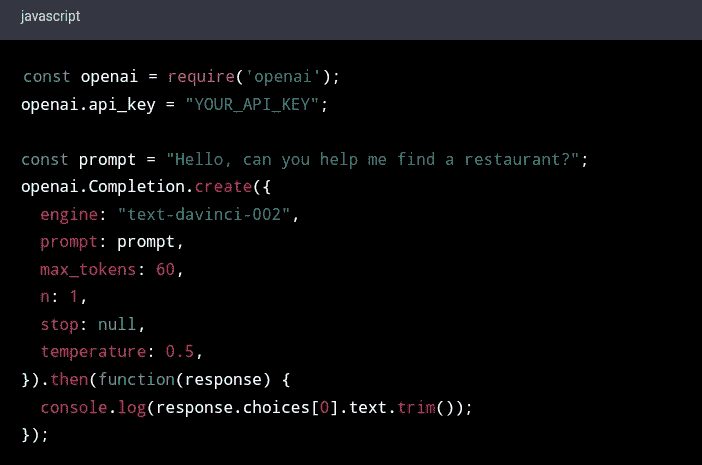 javascript
const openai = require('openai');
openai.api_key = "YOUR_API_KEY";
const prompt = "Hello, can you help me find a restaurant?";
openai.Completion.create({
  engine: "text-davinci-002",
  prompt: prompt,
  max_tokens: 60,
  n: 1,
  stop: null,
  temperature: 0.5,
}).then(function(response) {
  console.log(response.choices[0].text.trim());
});